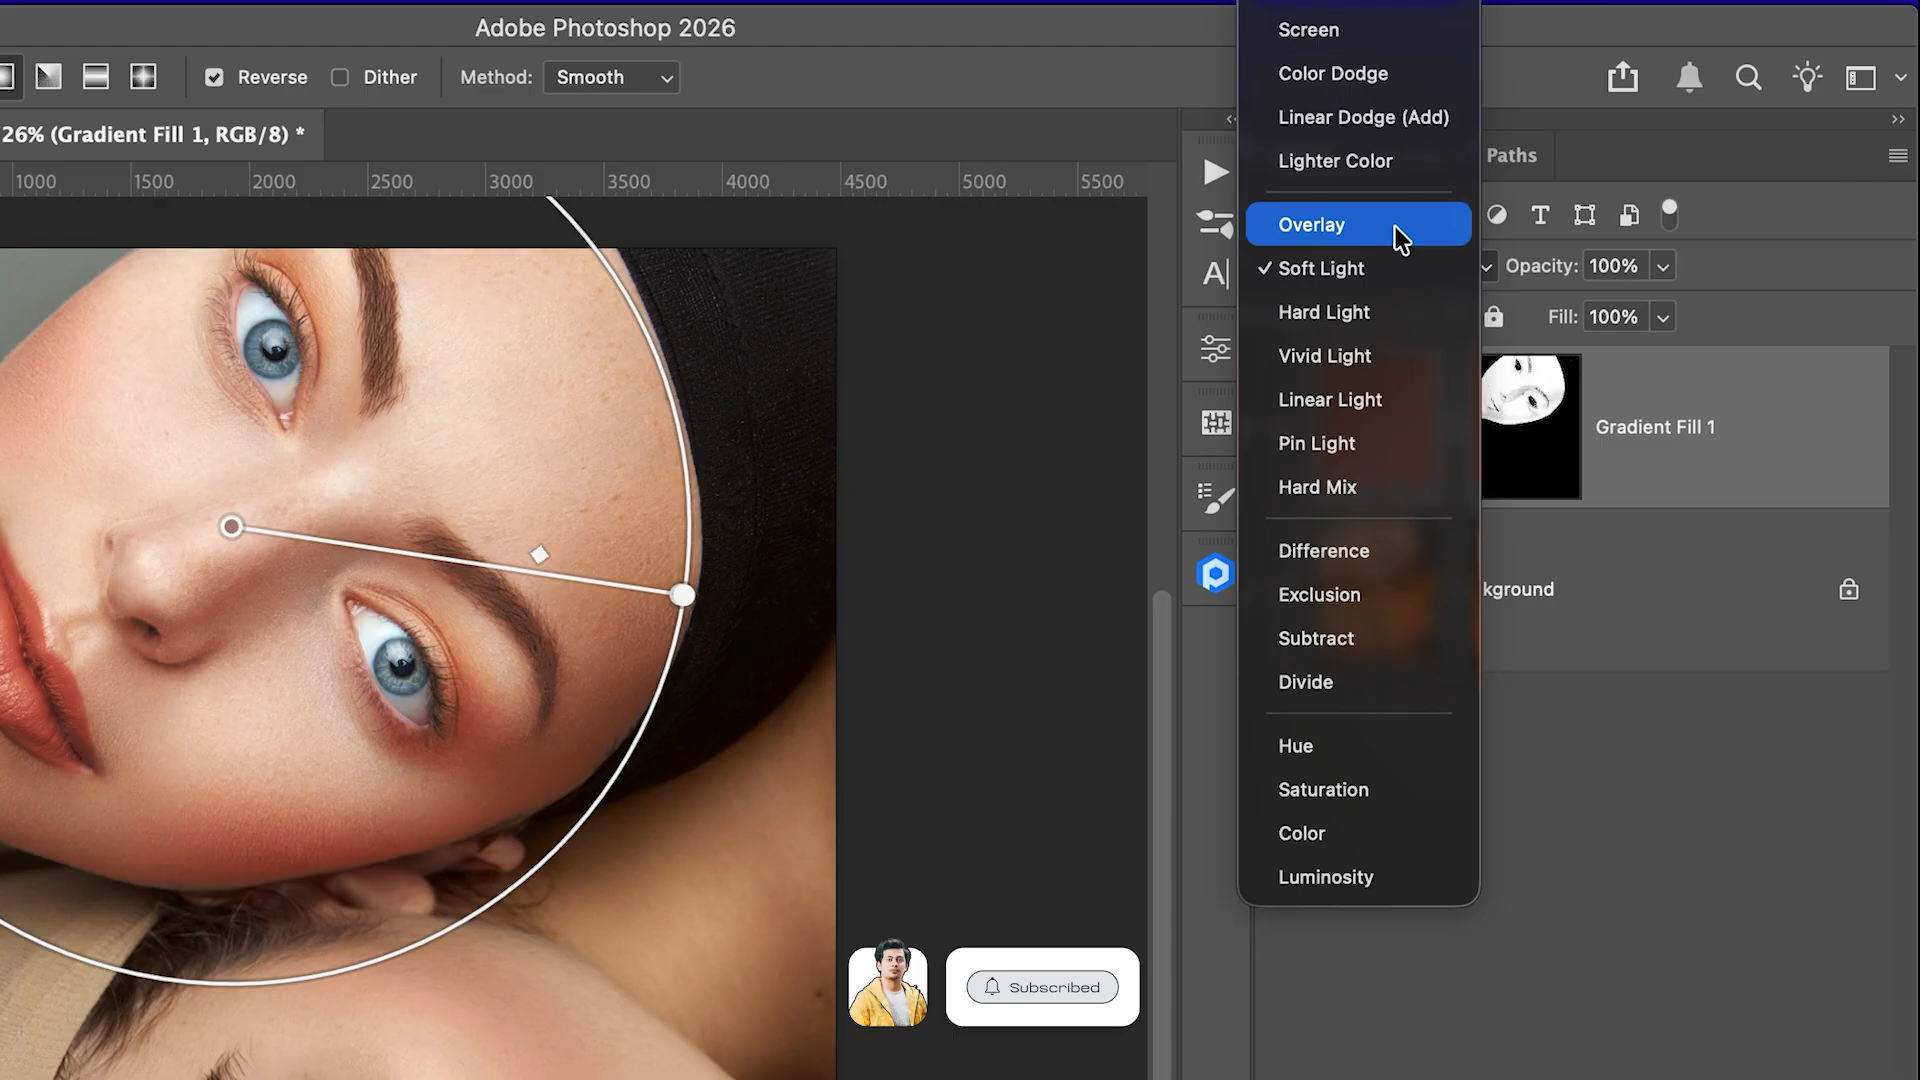 Adobe Photoshop 2026
Reverse
Dither
Method:
Smooth
26% (Gradient Fill 1, RGB/8) *
1000
1500
2000
2500
3000
3500
4000
4500
5000
5500
Screen
Color Dodge
Linear Dodge (Add)
Lighter Color
Overlay
Soft Light
Hard Light
Vivid Light
Linear Light
Pin Light
Hard Mix
Difference
Exclusion
Subtract
Divide
Hue
Saturation
Color
Luminosity
Paths
Opacity: 100%
Fill: 100%
Gradient Fill 1
kground
Subscribed